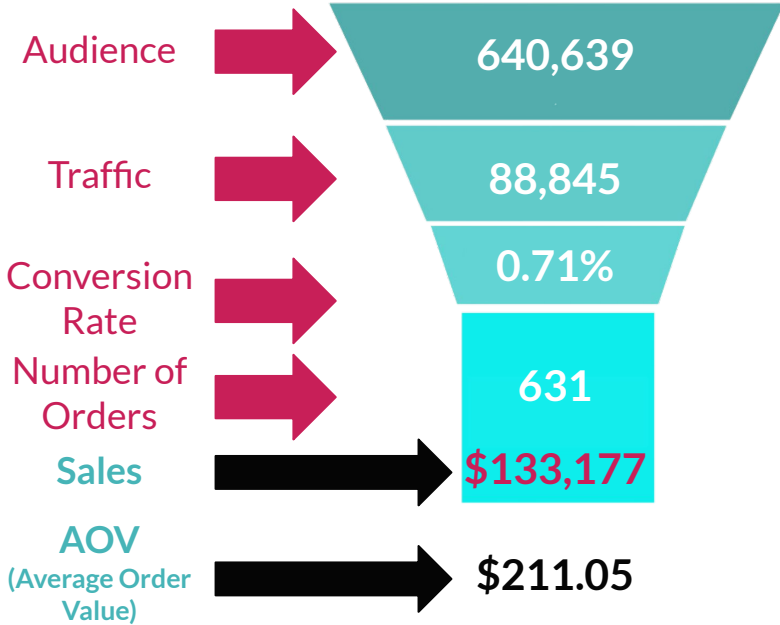 Audience
640,639
Traffic
88,845
Conversion
Rate
0.71%
Number of
Orders
631
Sales
$133,177
AOV
(Average Order
Value)
$211.05